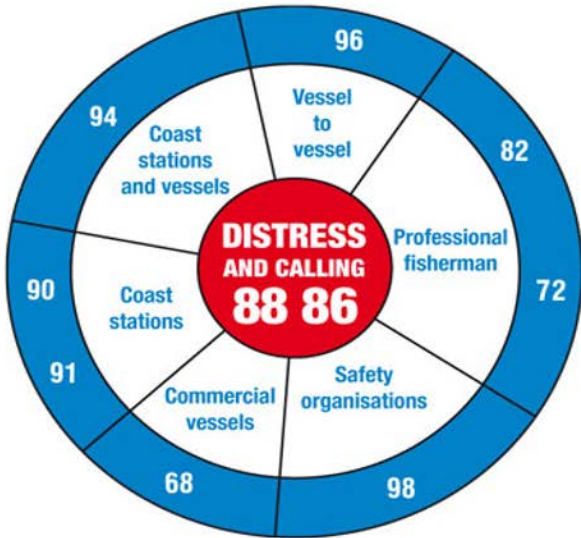 96
Vessel
to
vessel
82
72
Professional
fisherman
98
Safety
organisations
68
Commercial
vessels
91
90
Coast
stations
94
Coast
stations
and vessels
DISTRESS
AND CALLING
88 86